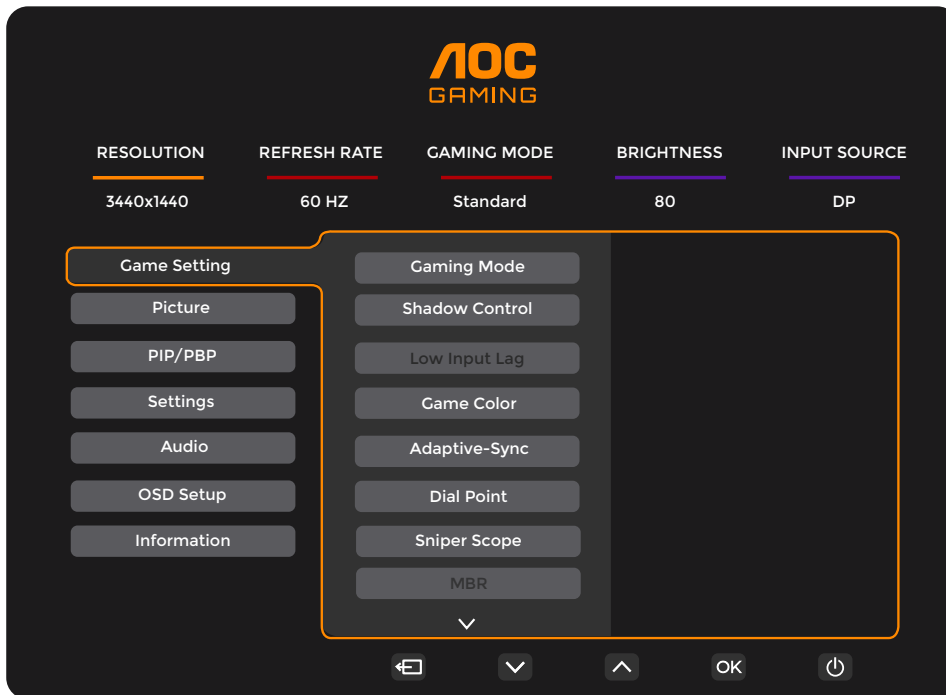 AOC
GAMING
RESOLUTION REFRESH RATE GAMING MODE BRIGHTNESS INPUT SOURCE
3440x1440 60 HZ Standard 80 DP
Game Setting
Picture
PIP/PBP
Settings
Audio
OSD Setup
Information
Gaming Mode
Shadow Control
Low Input Lag
Game Color
Adaptive-Sync
Dial Point
Sniper Scope
MBR
OK